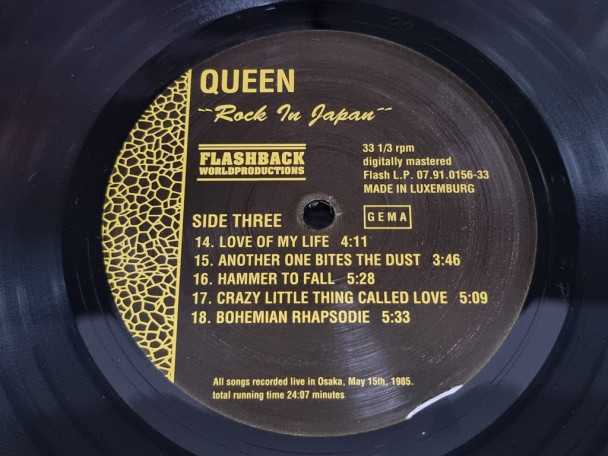 QUEEN
"Rock In Japan"
FLASHBACK
WORLDPRODUCTIONS
33 1/3 rpm
digitally mastered
Flash L.P. 07.91.0156-33
MADE IN LUXEMBURG
GEMA
SIDE THREE
14. LOVE OF MY LIFE 4:11
15. ANOTHER ONE BITES THE DUST 3:46
16. HAMMER TO FALL 5:28
17. CRAZY LITTLE THING CALLED LOVE 5:09
18. BOHEMIAN RHAPSODIE 5:33
All songs recorded live in Osaka, May 15th, 1985.
total running time 24:07 minutes